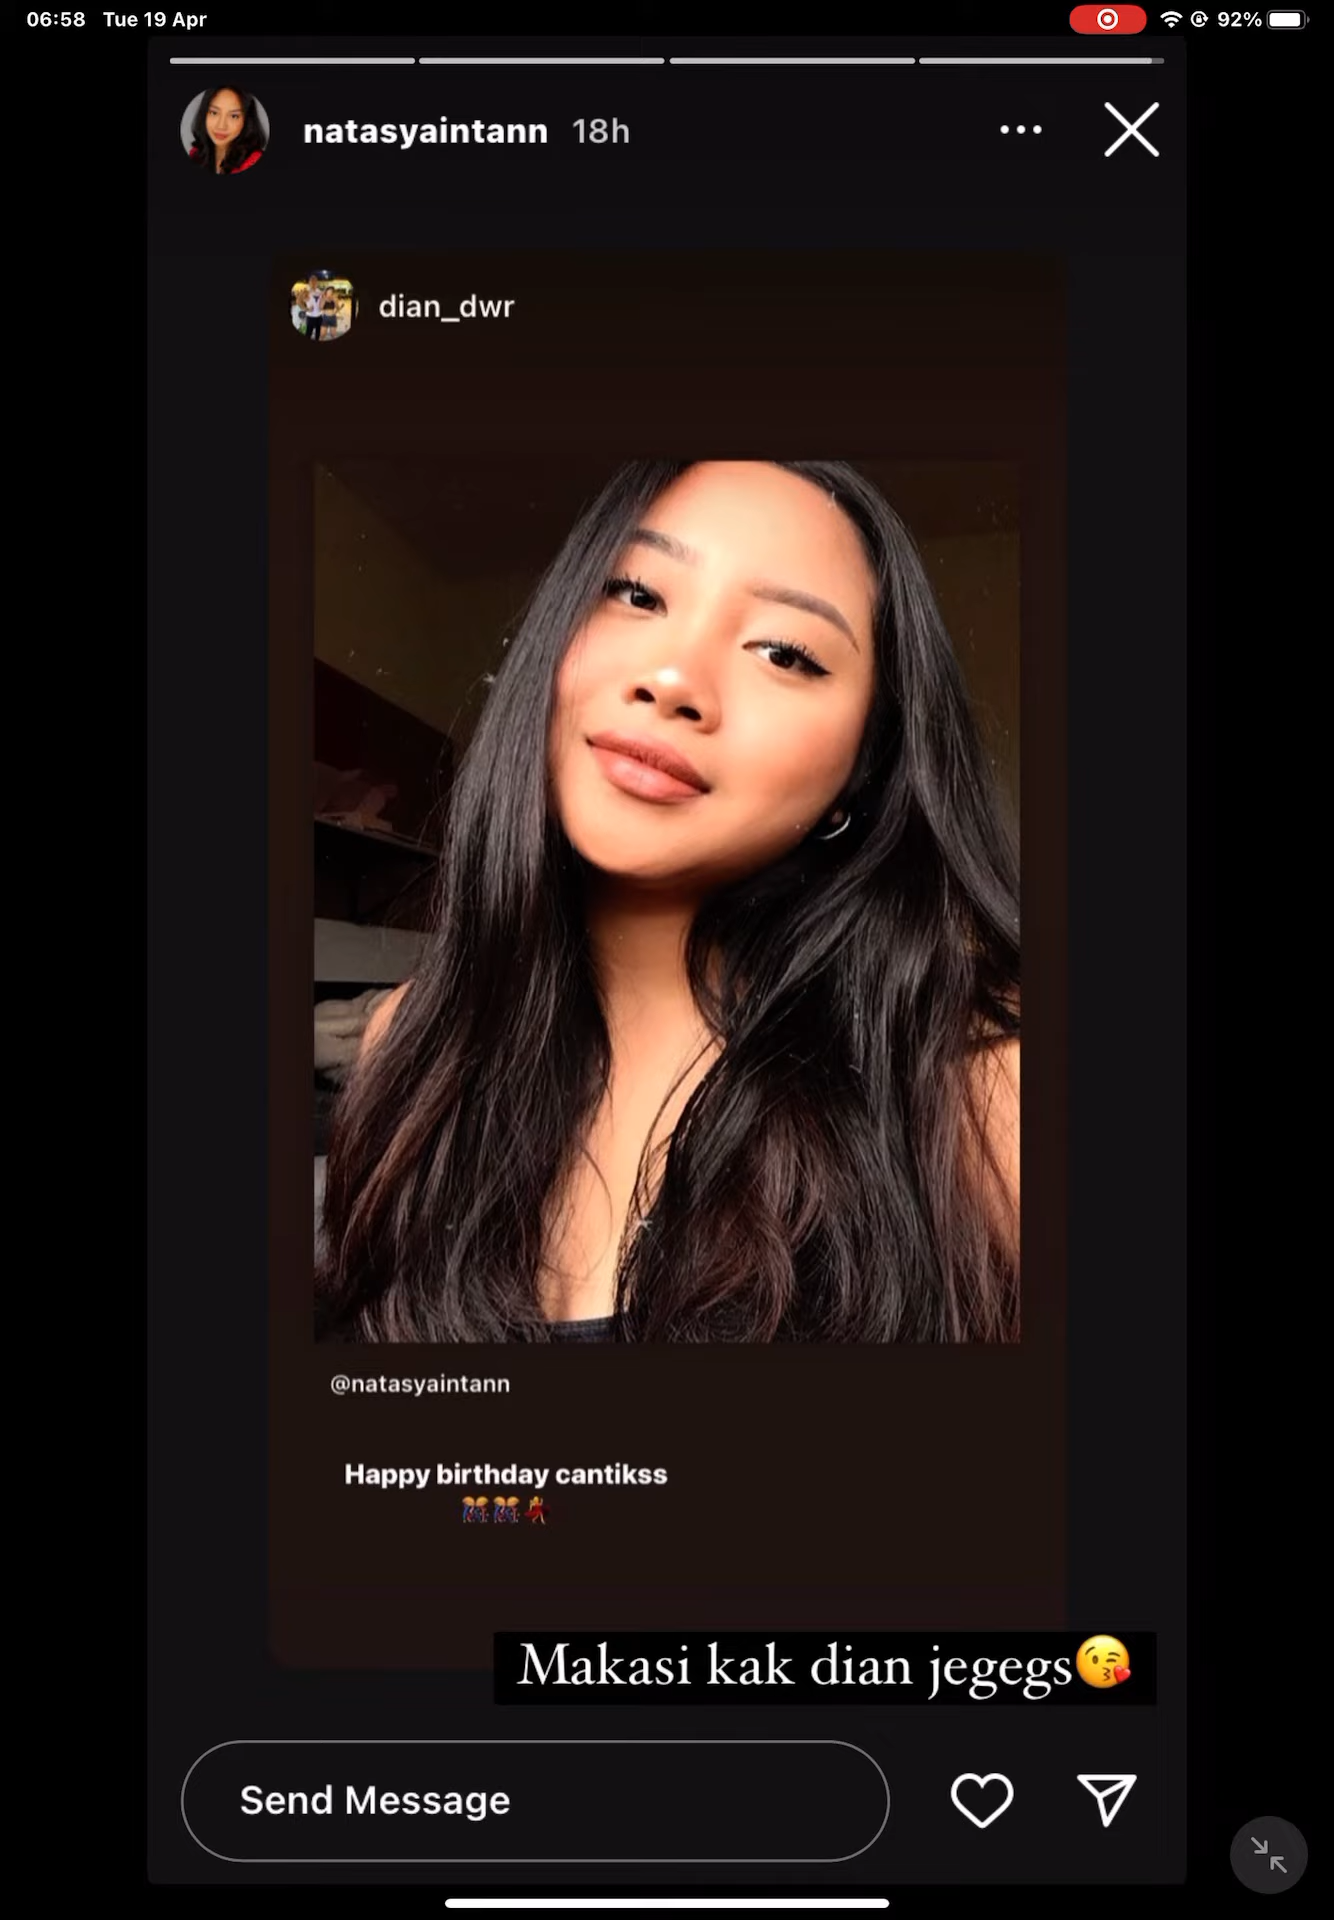 06:58 Tue 19 Apr 92%
natasyaintann 18h
dian_dwr
@natasyaintann
Happy birthday cantikss
Makasi kak dian jegegs😘
Send Message